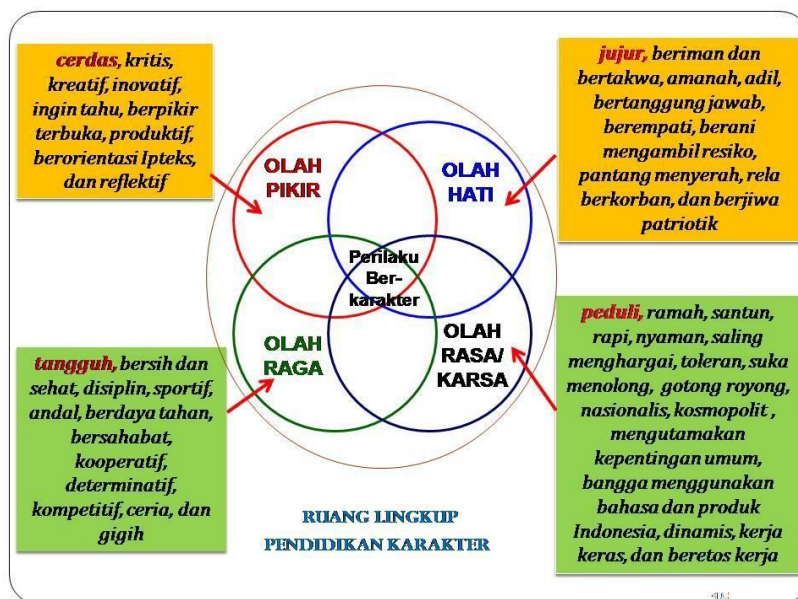 cerdas, kritis,
kreatif, inovatif,
ingin tahu, berpikir
terbuka, produktif,
berorientasi Ipteks,
dan reflektif
jujur, beriman dan
bertakwa, amanah, adil,
bertanggung jawab,
berempati, berani
mengambil resiko,
pantang menyerah, rela
berkorban, dan berjiwa
patriotik
OLAH
PIKIR
OLAH
HATI
Perilaku
Ber-
karakter
OLAH
RAGA
OLAH
RASA/
KARSA
tangguh, bersih dan
sehat, disiplin, sportif,
andal, berdaya tahan,
bersahabat,
kooperatif,
determinatif,
kompetitif, ceria, dan
gigih
peduli, ramah, santun,
rapi, nyaman, saling
menghargai, toleran, suka
menolong, gotong royong,
nasionalis, kosmopolit ,
mengutamakan
kepentingan umum,
bangga menggunakan
bahasa dan produk
Indonesia, dinamis, kerja
keras, dan beretos kerja
RUANG LINGKUP
PENDIDIKAN KARAKTER